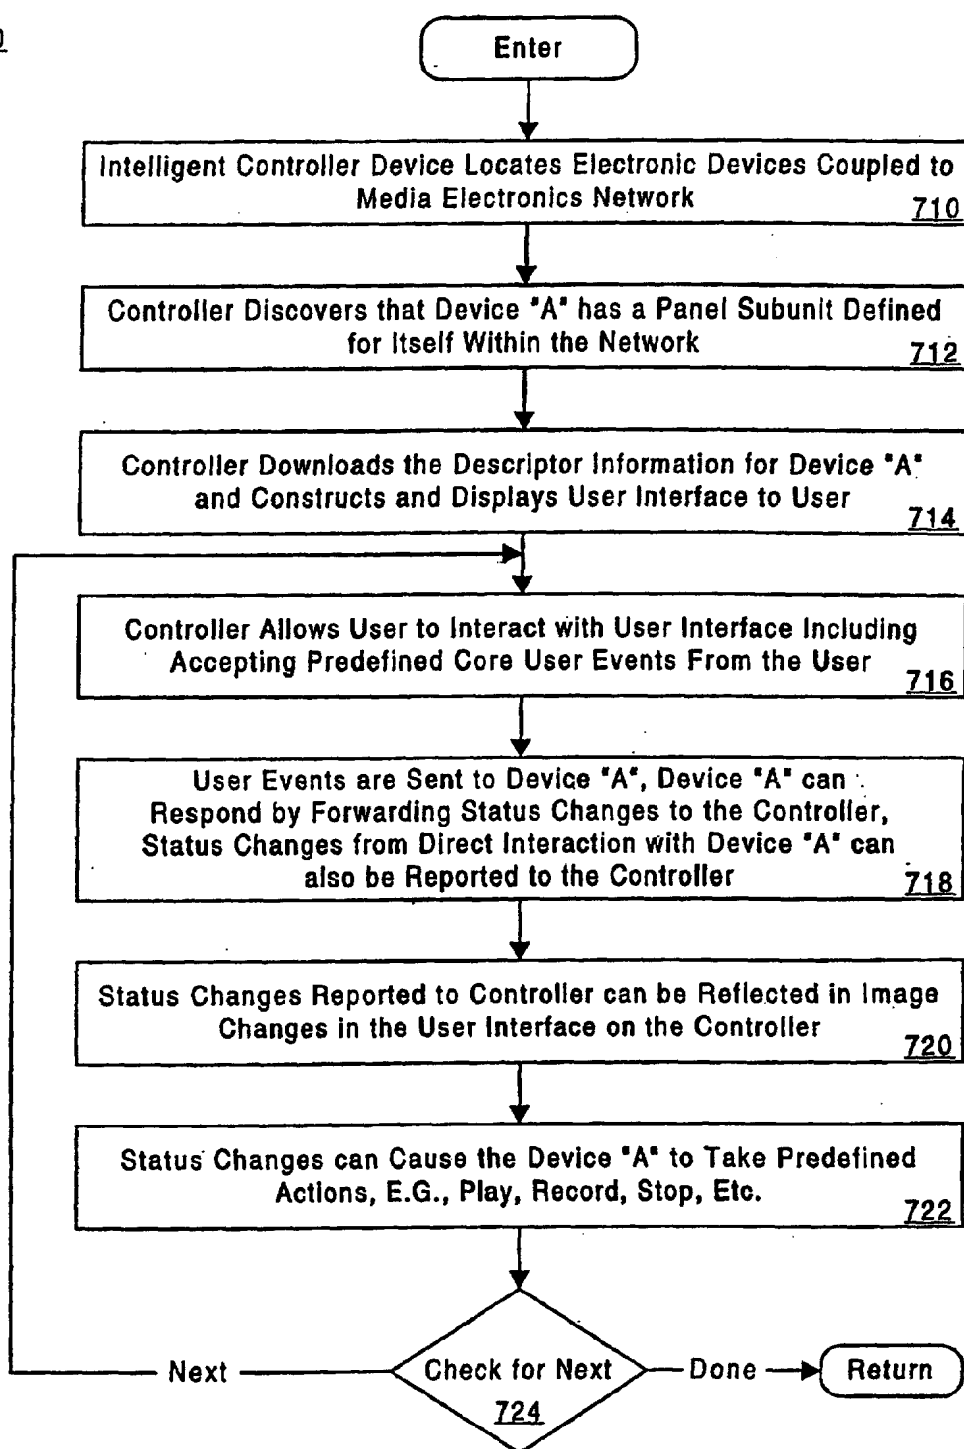 Enter
Intelligent Controller Device Locates Electronic Devices Coupled to
Media Electronics Network
710
Controller Discovers that Device "A" has a Panel Subunit Defined
for Itself Within the Network
712
Controller Downloads the Descriptor Information for Device "A"
and Constructs and Displays User Interface to User
714
Controller Allows User to Interact with User Interface Including
Accepting Predefined Core User Events From the User
716
User Events are Sent to Device "A", Device "A" can
Respond by Forwarding Status Changes to the Controller,
Status Changes from Direct Interaction with Device "A" can
also be Reported to the Controller
718
Status Changes Reported to Controller can be Reflected in Image
Changes in the User Interface on the Controller
720
Status Changes can Cause the Device "A" to Take Predefined
Actions, E.G., Play, Record, Stop, Etc.
722
Next
Check for Next
724
Done
Return